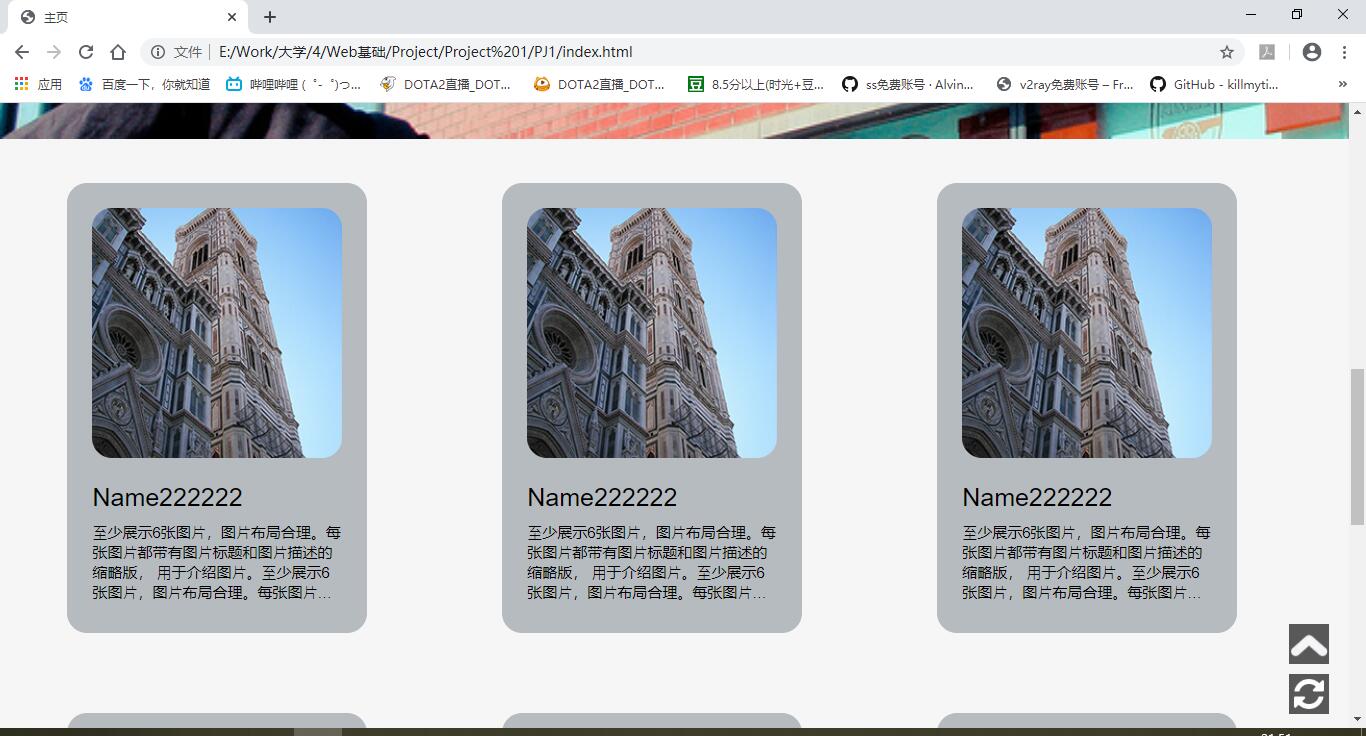 主页
文件 E:/Work/大学/4/Web基础/Project/Project%201/PJ1/index.html
应用 百度一下，你就知道 哔哩哔哩 (゜-゜)つ... DOTA2直播_DOT... DOTA2直播_DOT... 豆 8.5分以上(时光+豆... ss免费账号 · Alvin... v2ray免费账号 – Fr... GitHub - killmyti... »
Name222222
至少展示6张图片，图片布局合理。每
张图片都带有图片标题和图片描述的
缩略版， 用于介绍图片。至少展示6
张图片，图片布局合理。每张图片...
Name222222
至少展示6张图片，图片布局合理。每
张图片都带有图片标题和图片描述的
缩略版， 用于介绍图片。至少展示6
张图片，图片布局合理。每张图片...
Name222222
至少展示6张图片，图片布局合理。每
张图片都带有图片标题和图片描述的
缩略版， 用于介绍图片。至少展示6
张图片，图片布局合理。每张图片...